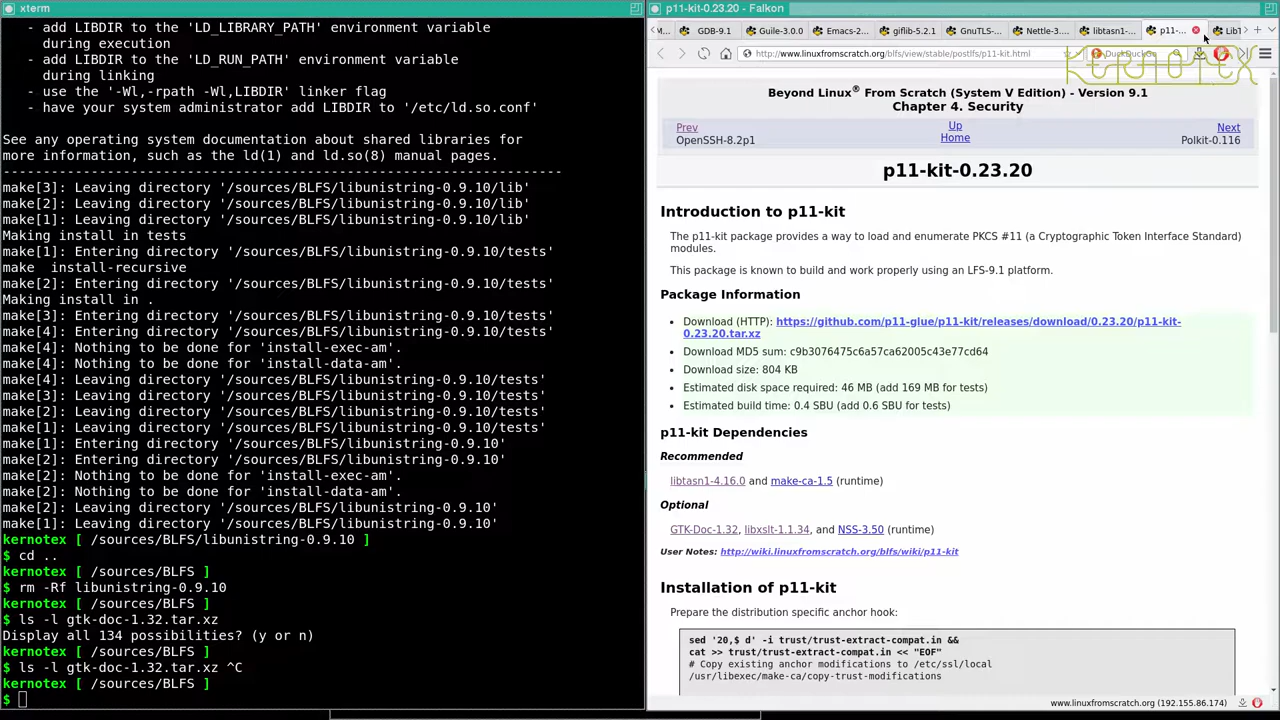 xterm
- add LIBDIR to the 'LD_LIBRARY_PATH' environment variable
during execution
- add LIBDIR to the 'LD_RUN_PATH' environment variable
during linking
- use the '-Wl,-rpath -Wl,LIBDIR' linker flag
- have your system administrator add LIBDIR to '/etc/ld.so.conf'
See any operating system documentation about shared libraries for
more information, such as the ld(1) and ld.so(8) manual pages.
----------------------------------------------------------------------
make[3]: Leaving directory '/sources/BLFS/libunistring-0.9.10/lib'
make[2]: Leaving directory '/sources/BLFS/libunistring-0.9.10/lib'
make[1]: Leaving directory '/sources/BLFS/libunistring-0.9.10/lib'
Making install in tests
make[1]: Entering directory '/sources/BLFS/libunistring-0.9.10/tests'
make  install-recursive
make[2]: Entering directory '/sources/BLFS/libunistring-0.9.10/tests'
Making install in .
make[3]: Entering directory '/sources/BLFS/libunistring-0.9.10/tests'
make[4]: Entering directory '/sources/BLFS/libunistring-0.9.10/tests'
make[4]: Nothing to be done for 'install-exec-am'.
make[4]: Nothing to be done for 'install-data-am'.
make[4]: Leaving directory '/sources/BLFS/libunistring-0.9.10/tests'
make[3]: Leaving directory '/sources/BLFS/libunistring-0.9.10/tests'
make[2]: Leaving directory '/sources/BLFS/libunistring-0.9.10/tests'
make[1]: Leaving directory '/sources/BLFS/libunistring-0.9.10/tests'
make[1]: Entering directory '/sources/BLFS/libunistring-0.9.10'
make[2]: Entering directory '/sources/BLFS/libunistring-0.9.10'
make[2]: Nothing to be done for 'install-exec-am'.
make[2]: Nothing to be done for 'install-data-am'.
make[2]: Leaving directory '/sources/BLFS/libunistring-0.9.10'
make[1]: Leaving directory '/sources/BLFS/libunistring-0.9.10'
kernotex [ /sources/BLFS/libunistring-0.9.10 ]
$ cd ..
kernotex [ /sources/BLFS ]
$ rm -Rf libunistring-0.9.10
kernotex [ /sources/BLFS ]
$ ls -l gtk-doc-1.32.tar.xz
Display all 134 possibilities? (y or n)
$ ls -l gtk-doc-1.32.tar.xz ^C
kernotex [ /sources/BLFS ]
$
p11-kit-0.23.20 - Falkon
M... GDB-9.1 Guile-3.0.0 Emacs-2... giflib-5.2.1 GnuTLS-... Nettle-3.... libtasn1-... p11-... LibT
http://www.linuxfromscratch.org/blfs/view/stable/postlfs/p11-kit.html DuckDuckGo
KERNOTEX
Beyond Linux® From Scratch (System V Edition) - Version 9.1
Chapter 4. Security
Prev Up Next
OpenSSH-8.2p1 Home Polkit-0.116
p11-kit-0.23.20
Introduction to p11-kit
The p11-kit package provides a way to load and enumerate PKCS #11 (a Cryptographic Token Interface Standard)
modules.
This package is known to build and work properly using an LFS-9.1 platform.
Package Information
• Download (HTTP): https://github.com/p11-glue/p11-kit/releases/download/0.23.20/p11-kit-
0.23.20.tar.xz
• Download MD5 sum: c9b3076475c6a57ca62005c43e77cd64
• Download size: 804 KB
• Estimated disk space required: 46 MB (add 169 MB for tests)
• Estimated build time: 0.4 SBU (add 0.6 SBU for tests)
p11-kit Dependencies
Recommended
libtasn1-4.16.0 and make-ca-1.5 (runtime)
Optional
GTK-Doc-1.32, libxslt-1.1.34, and NSS-3.50 (runtime)
User Notes: http://wiki.linuxfromscratch.org/blfs/wiki/p11-kit
Installation of p11-kit
Prepare the distribution specific anchor hook:
sed '20,$ d' -i trust/trust-extract-compat.in &&
cat >> trust/trust-extract-compat.in << "EOF"
# Copy existing anchor modifications to /etc/ssl/local
/usr/libexec/make-ca/copy-trust-modifications
www.linuxfromscratch.org (192.155.86.174)